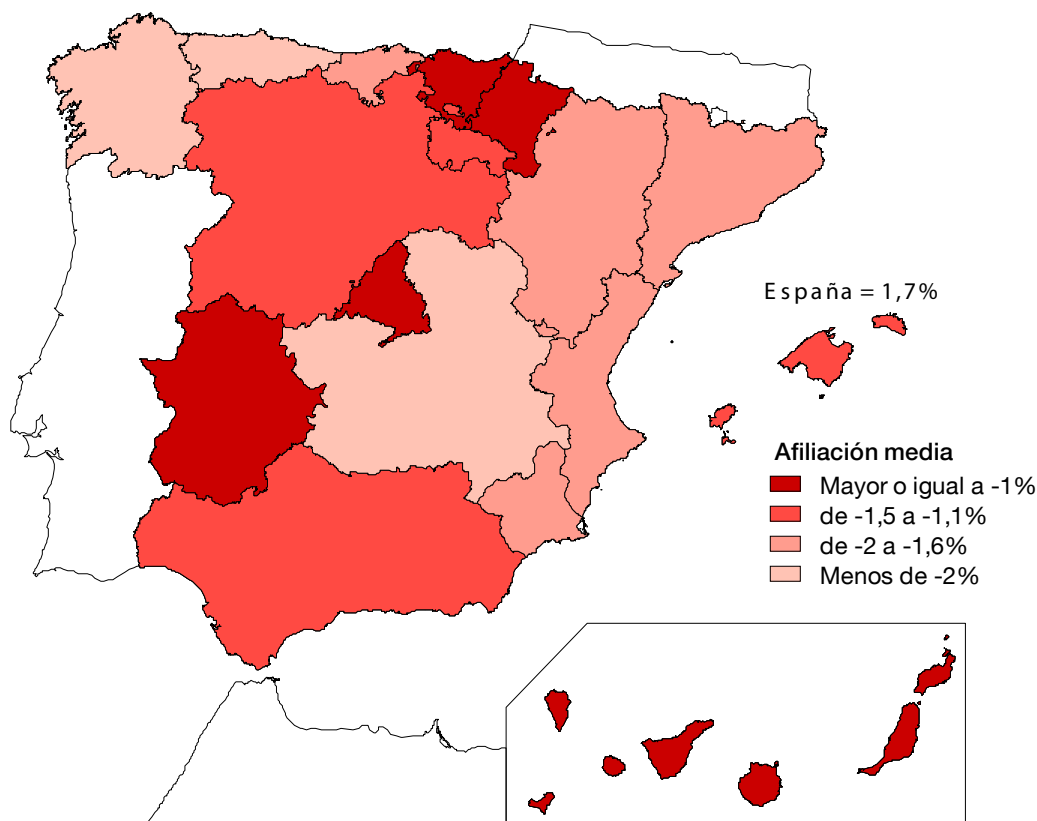 España = 1,7%
Afiliación media
Mayor o igual a -1%
de -1,5 a -1,1%
de -2 a -1,6%
Menos de -2%